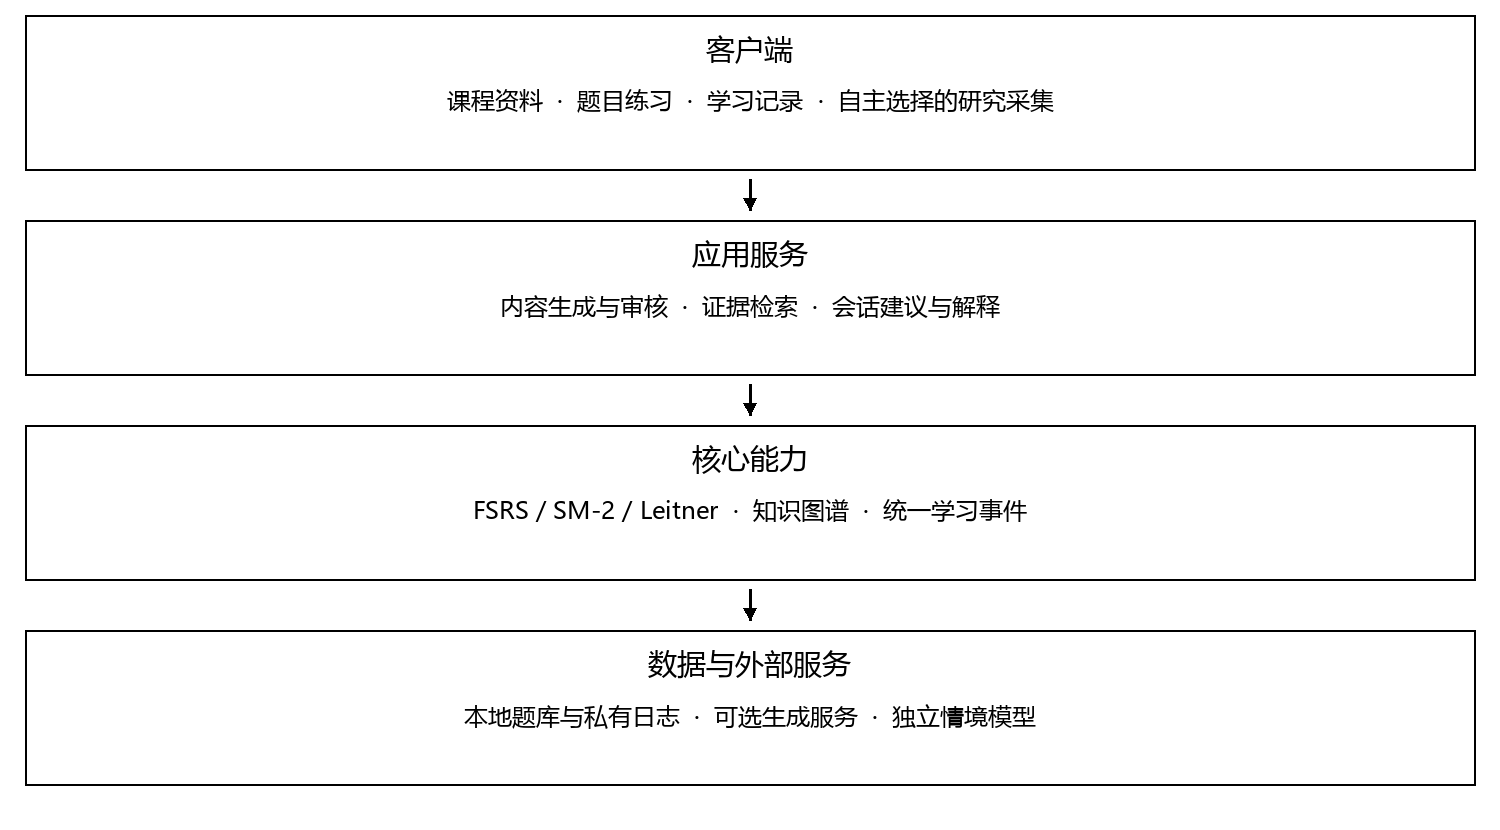 客户端
课程资料 · 题目练习 · 学习记录 · 自主选择的研究采集
应用服务
内容生成与审核 · 证据检索 · 会话建议与解释
核心能力
FSRS / SM-2 / Leitner · 知识图谱 · 统一学习事件
数据与外部服务
本地题库与私有日志 · 可选生成服务 · 独立情境模型